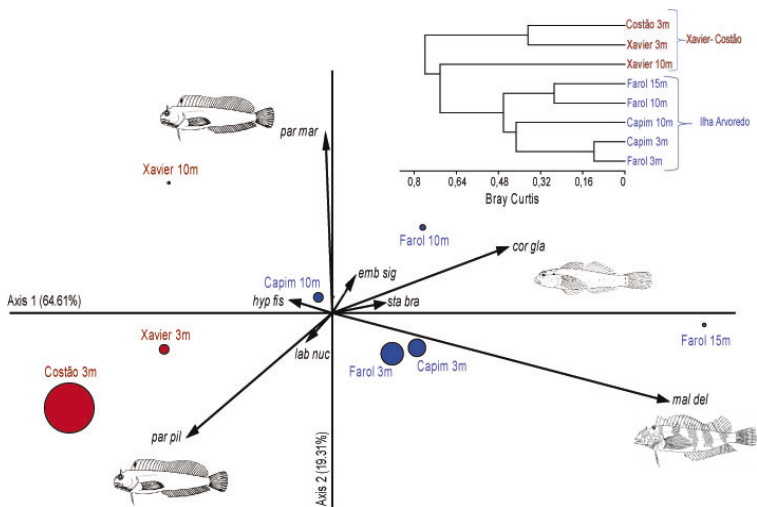 Costão 3m
Xavier 3m
Xavier 10m
Xavier- Costão
Farol 15m
Farol 10m
Capim 10m
Capim 3m
Farol 3m
Ilha Arvoredo
0,8 0,64 0,48 0,32 0,16 0
Bray Curtis
par mar
Xavier 10m
Farol 10m
cor gla
emb sig
Capim 10m
hyp fis
sta bra
Axis 1 (64.61%)
Xavier 3m
lab nuc
Farol 3m
Capim 3m
Farol 15m
Costão 3m
mal del
par pil
Axis 2 (19.31%)